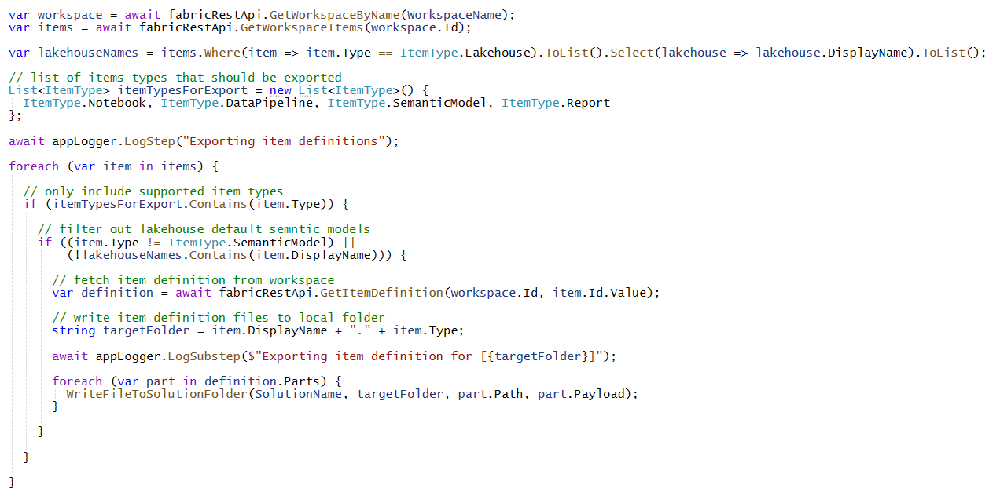 var workspace = await fabricRestApi.GetWorkspaceByName(WorkspaceName);
var items = await fabricRestApi.GetWorkspaceItems(workspace.Id);
var lakehouseNames = items.Where(item => item.Type == ItemType.Lakehouse).ToList().Select(lakehouse => lakehouse.DisplayName).ToList();
// list of items types that should be exported
List<ItemType> itemTypesForExport = new List<ItemType>() {
ItemType.Notebook, ItemType.DataPipeline, ItemType.SemanticModel, ItemType.Report
};
await appLogger.LogStep("Exporting item definitions");
foreach (var item in items) {
// only include supported item types
if (itemTypesForExport.Contains(item.Type)) {
// filter out lakehouse default semntic models
if ((item.Type != ItemType.SemanticModel) ||
(!lakehouseNames.Contains(item.DisplayName))) {
// fetch item definition from workspace
var definition = await fabricRestApi.GetItemDefinition(workspace.Id, item.Id.Value);
// write item definition files to local folder
string targetFolder = item.DisplayName + "." + item.Type;
await appLogger.LogSubstep($"Exporting item definition for [{targetFolder}]");
foreach (var part in definition.Parts) {
WriteFileToSolutionFolder(SolutionName, targetFolder, part.Path, part.Payload);
}
}
}
}